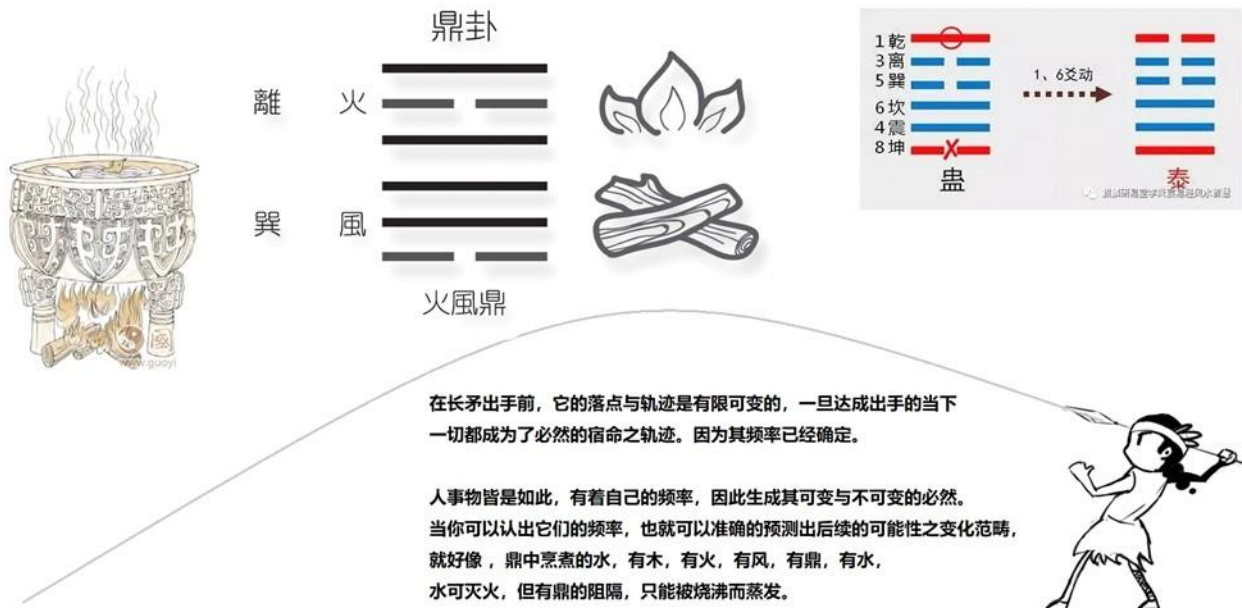 鼎卦
離 火
巽 風
火風鼎
www.guoyi
1乾
3离
5巽
6坎
4震
8坤
1、6爻动
蛊
泰
在长矛出手前，它的落点与轨迹是有限可变的，一旦达成出手的当下
一切都成为了必然的宿命之轨迹。因为其频率已经确定。
人事物皆是如此，有着自己的频率，因此生成其可变与不可变的必然。
当你可以认出它们的频率，也就可以准确的预测出后续的可能性之变化范畴，
就好像 ，鼎中烹煮的水，有木，有火，有风，有鼎，有水，
水可灭火，但有鼎的阻隔，只能被烧沸而蒸发。